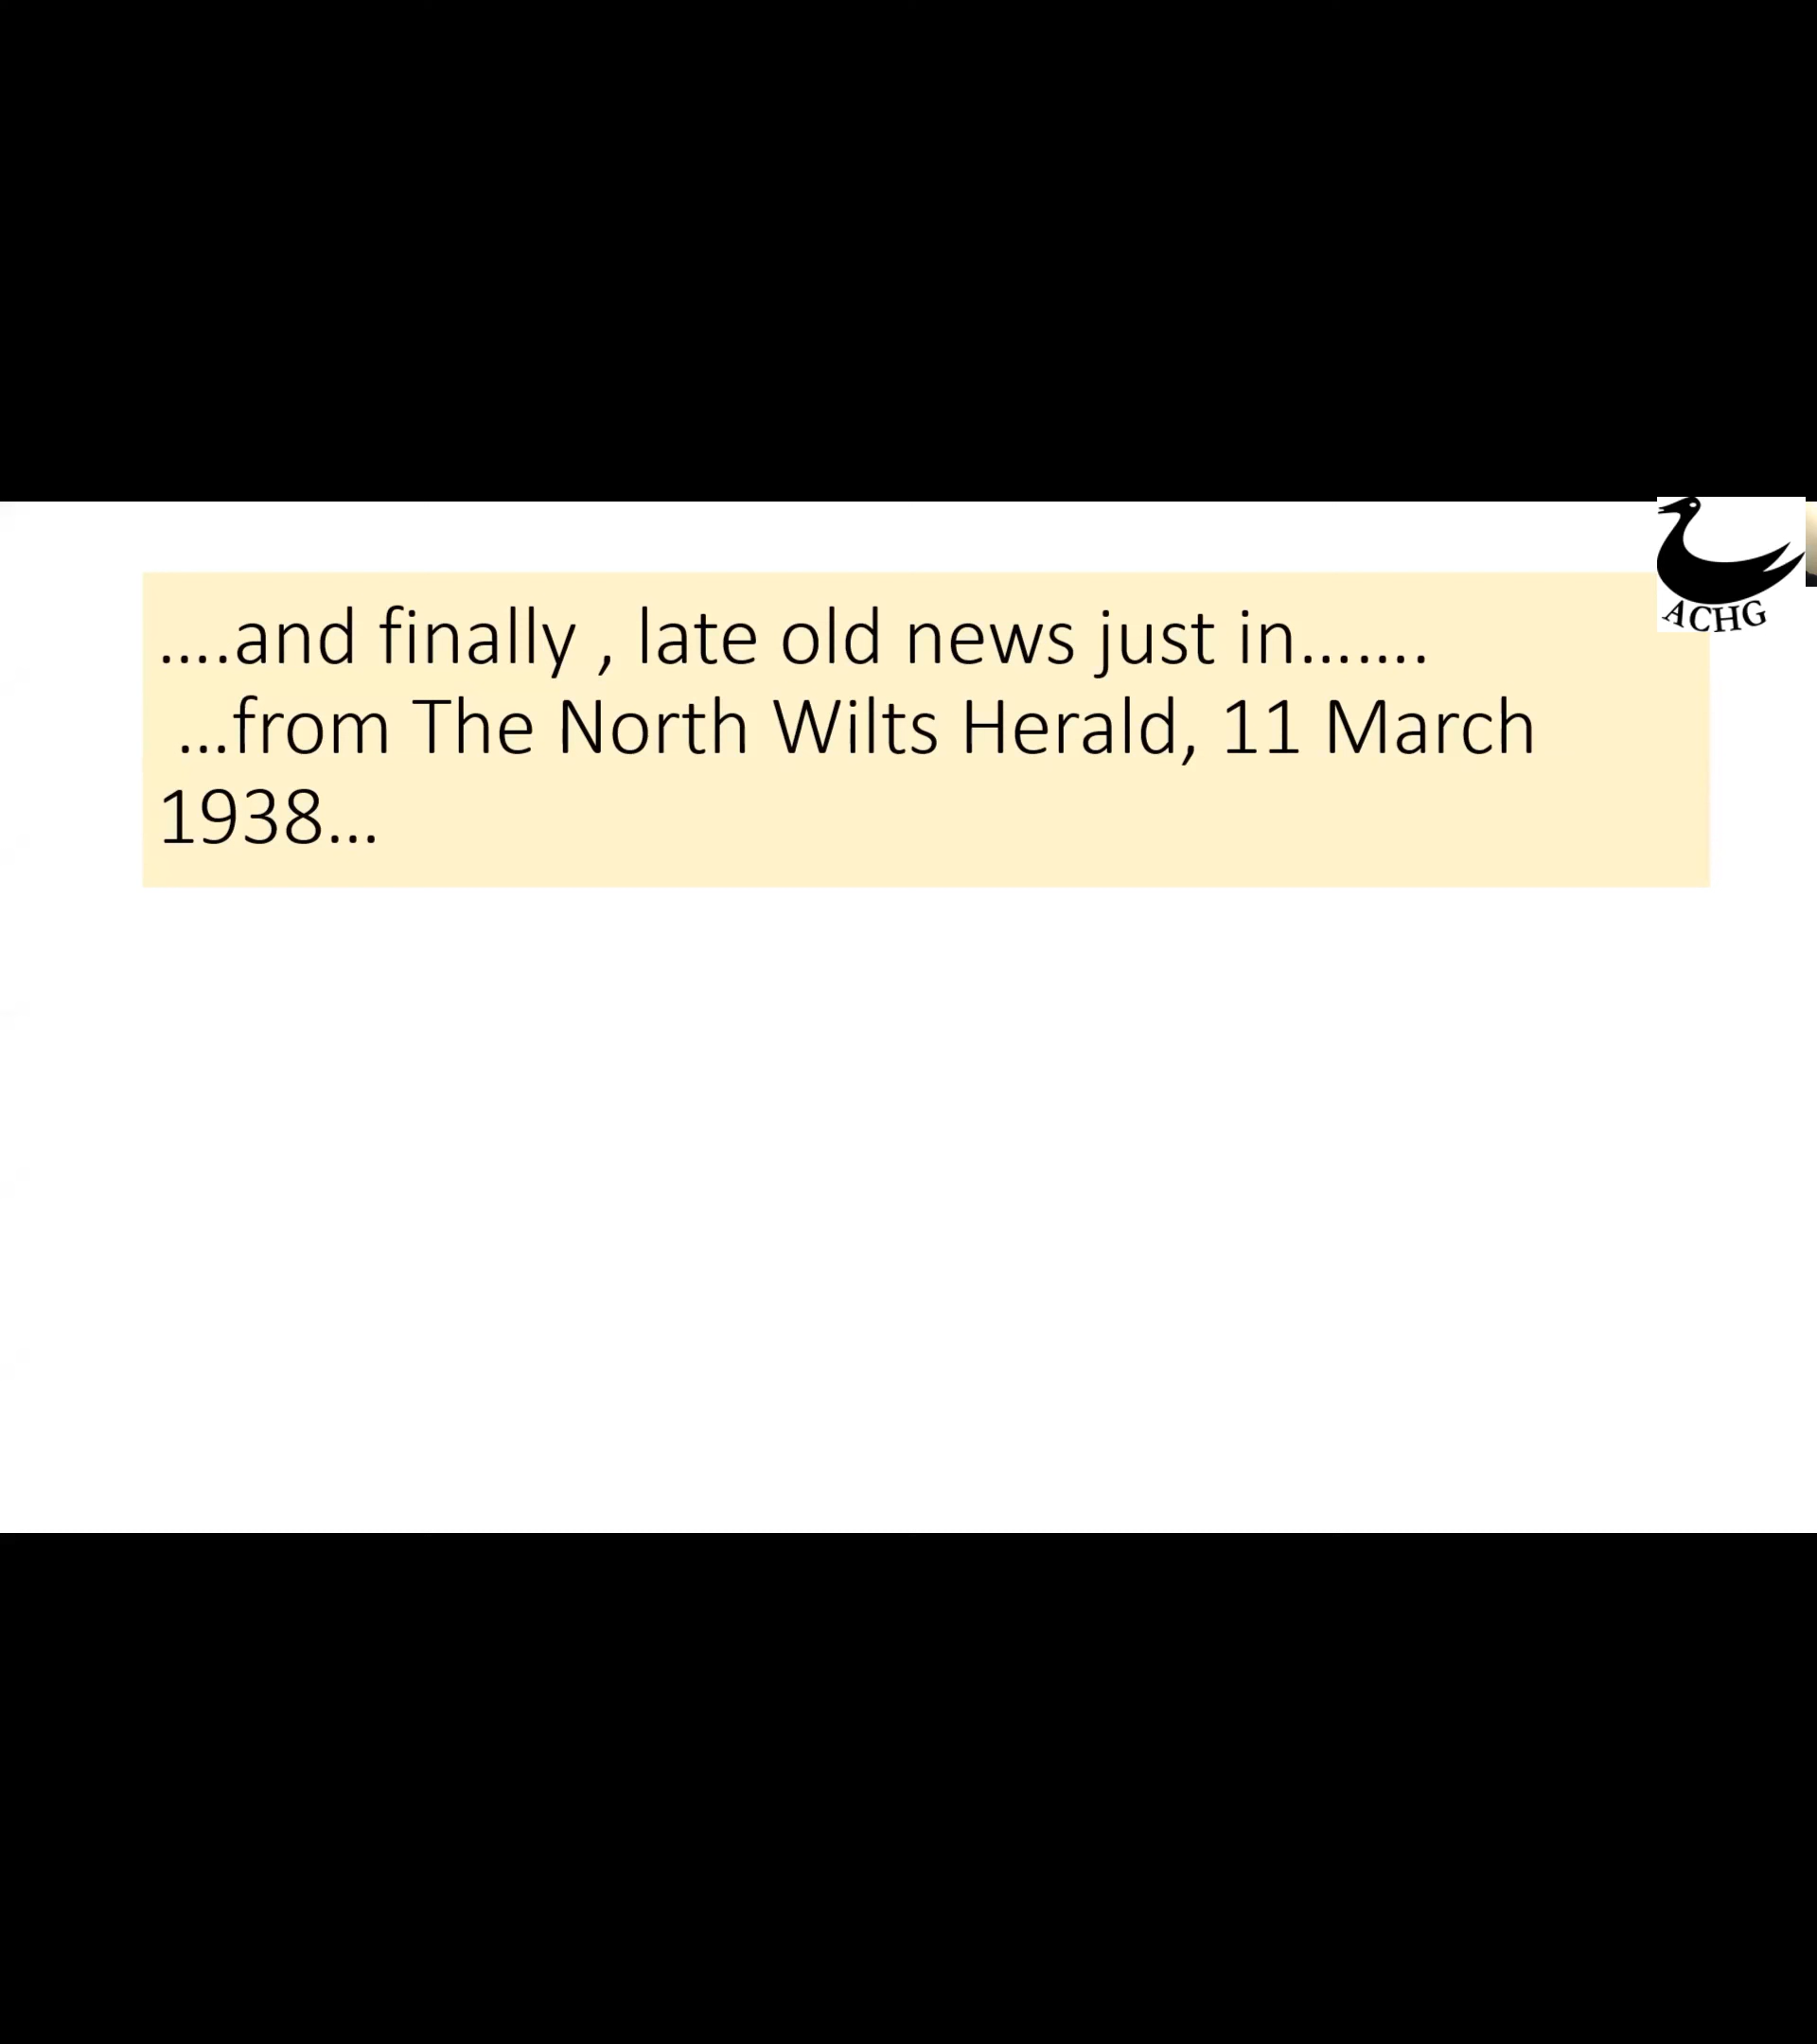 ....and finally , late old news just in.......
...from The North Wilts Herald, 11 March
1938...
ACHG